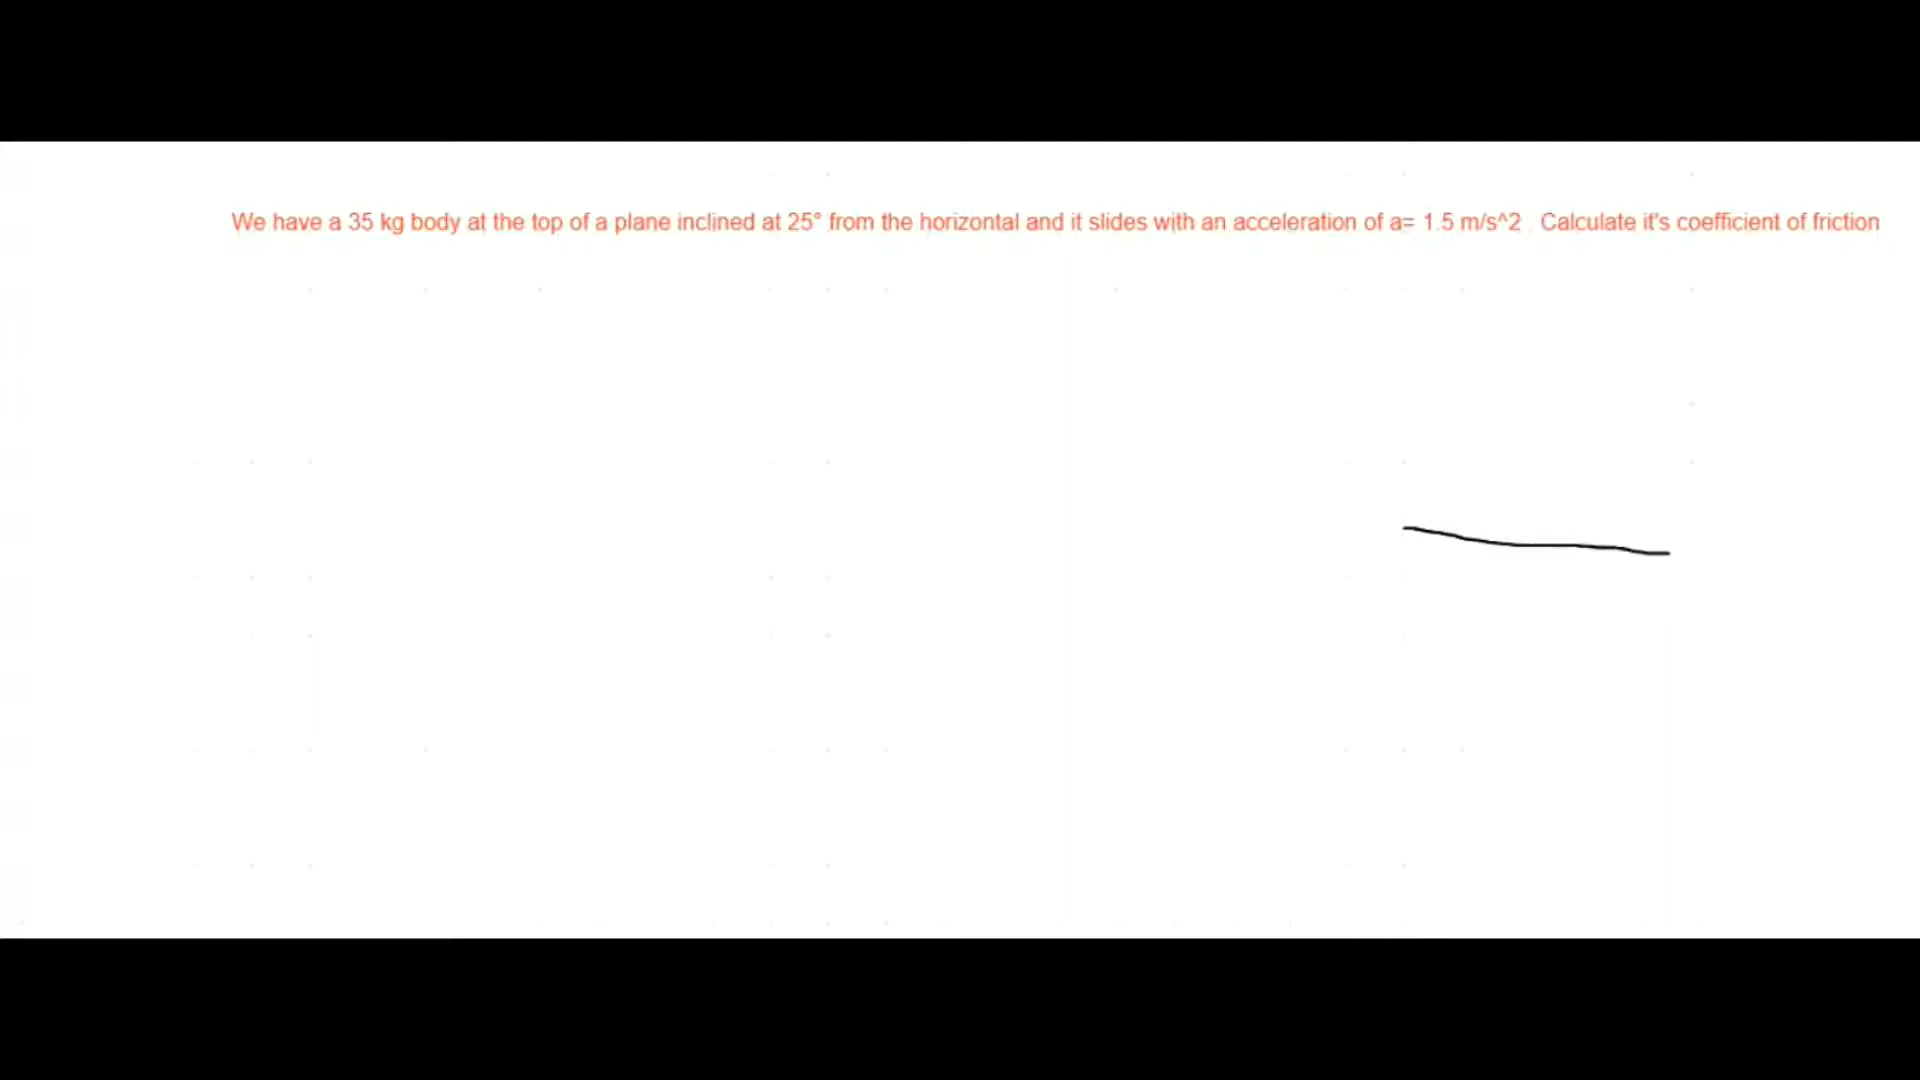 We have a 35 kg body at the top of a plane inclined at 25° from the horizontal and it slides with an acceleration of a= 1.5 m/s^2 . Calculate it's coefficient of friction